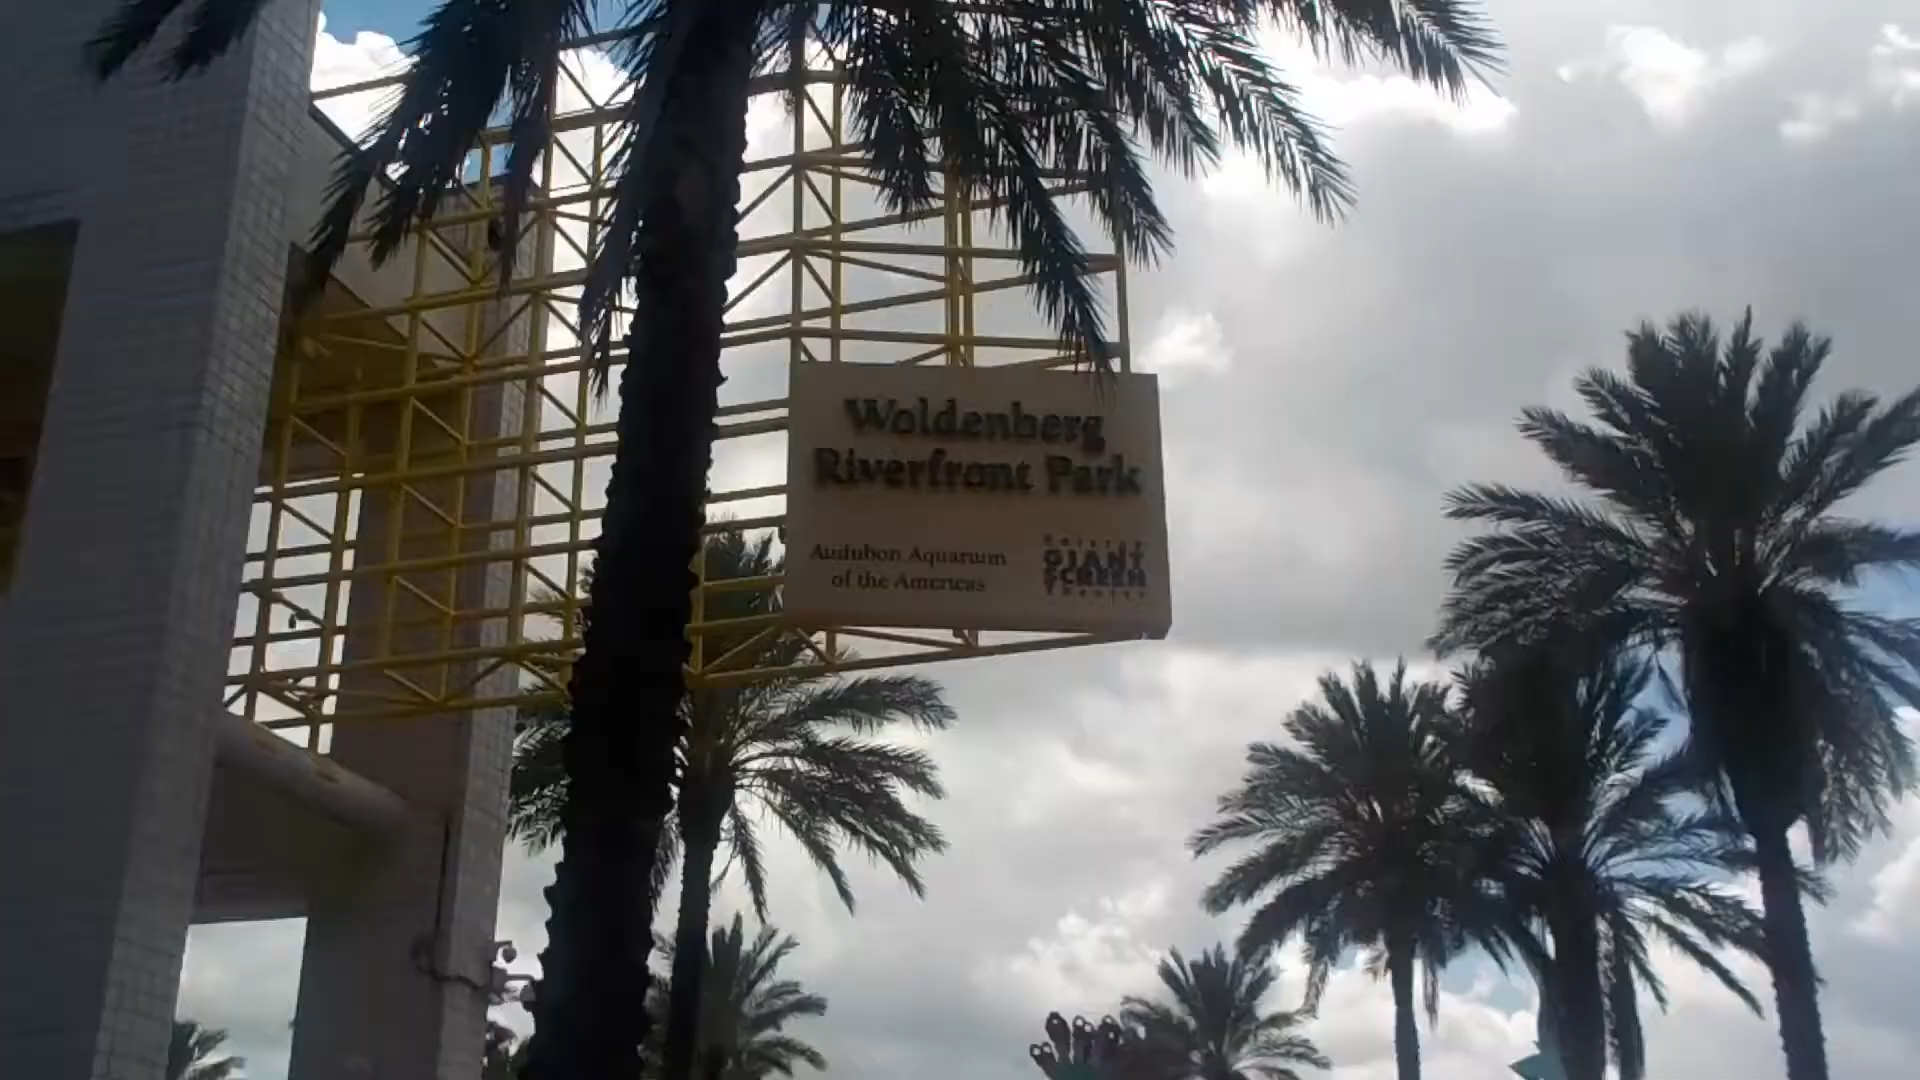 Woldenberg
Riverfront Park
Audubon Aquarium
of the Americas
GIANT
SCREEN